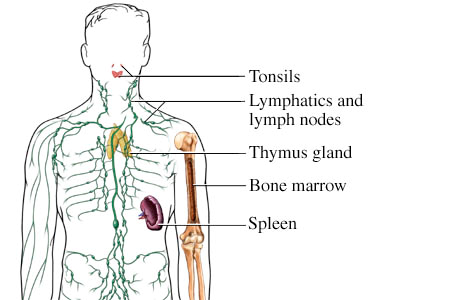 Tonsils
Lymphatics and
lymph nodes
Thymus gland
Bone marrow
Spleen